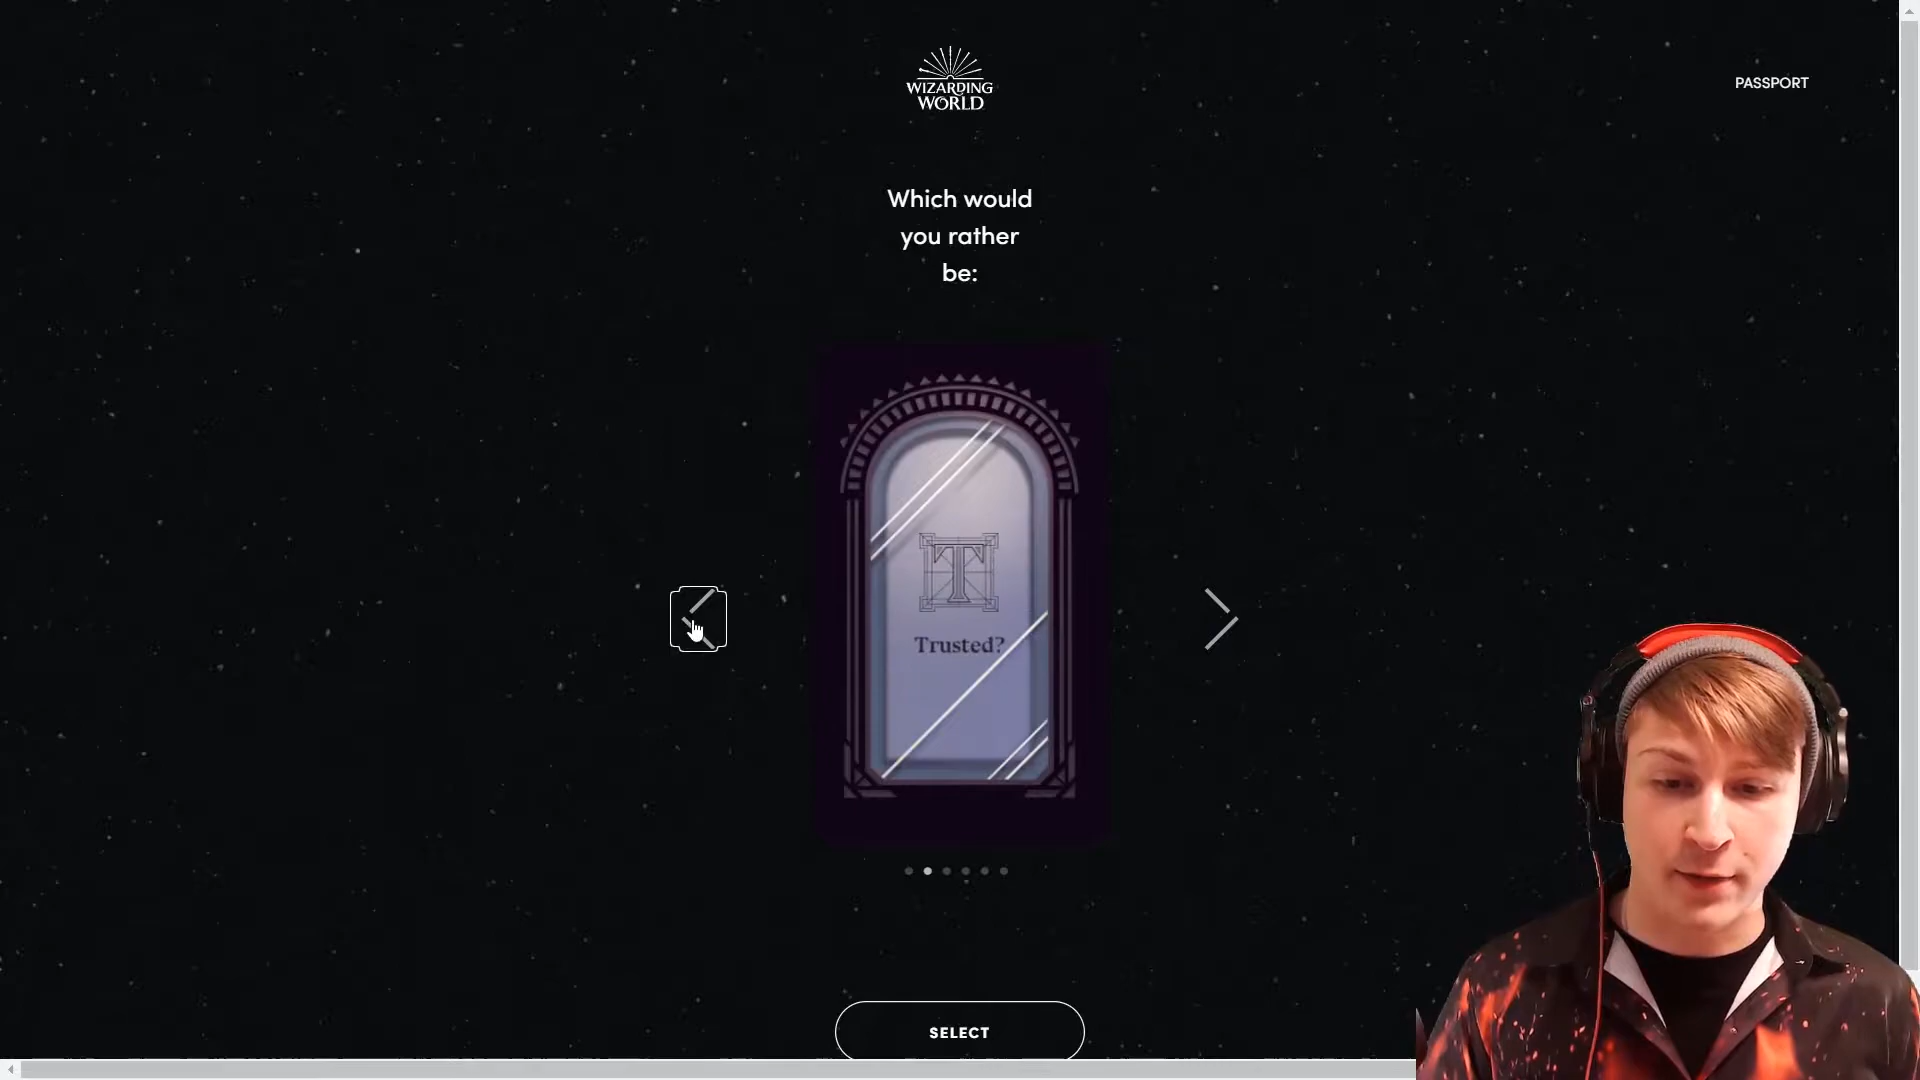 WIZARDING
WORLD
PASSPORT
Which would
you rather
be:
T
Trusted?
SELECT